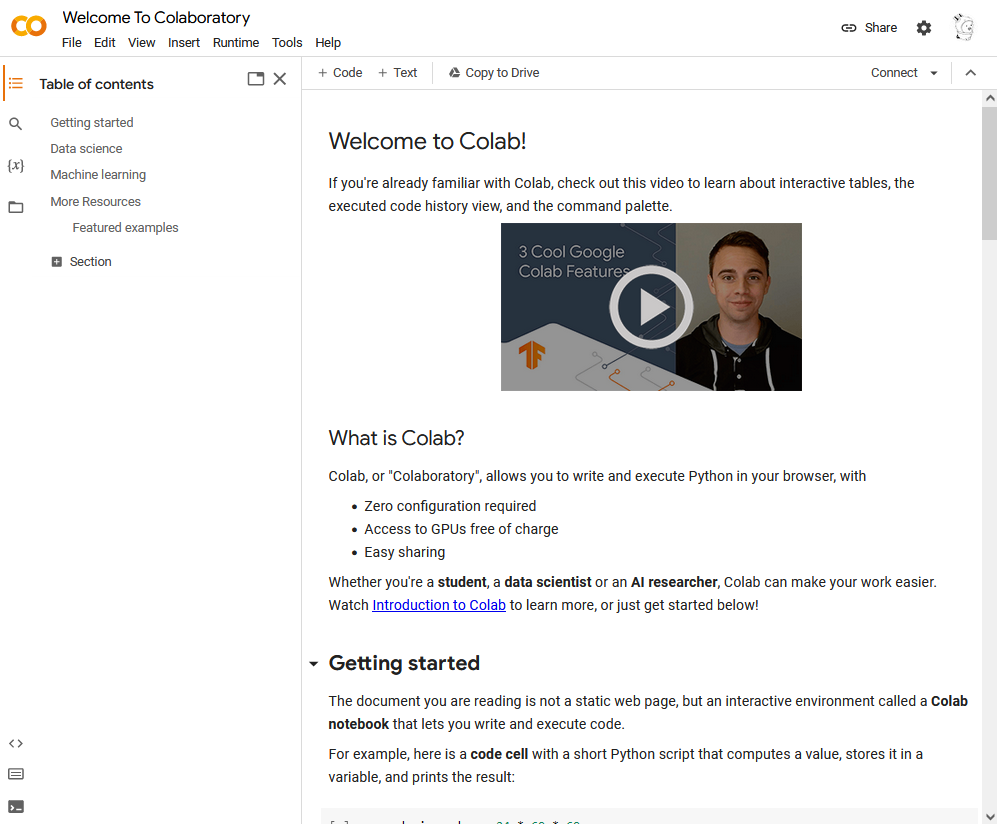 Welcome To Colaboratory
File Edit View Insert Runtime Tools Help
Share
Table of contents
Getting started
Data science
Machine learning
More Resources
Featured examples
Section
{x}
+ Code + Text Copy to Drive
Connect
Welcome to Colab!
If you're already familiar with Colab, check out this video to learn about interactive tables, the
executed code history view, and the command palette.
3 Cool Google
Colab Features
What is Colab?
Colab, or "Colaboratory", allows you to write and execute Python in your browser, with
• Zero configuration required
• Access to GPUs free of charge
• Easy sharing
Whether you're a student, a data scientist or an AI researcher, Colab can make your work easier.
Watch Introduction to Colab to learn more, or just get started below!
Getting started
The document you are reading is not a static web page, but an interactive environment called a Colab
notebook that lets you write and execute code.
For example, here is a code cell with a short Python script that computes a value, stores it in a
variable, and prints the result: